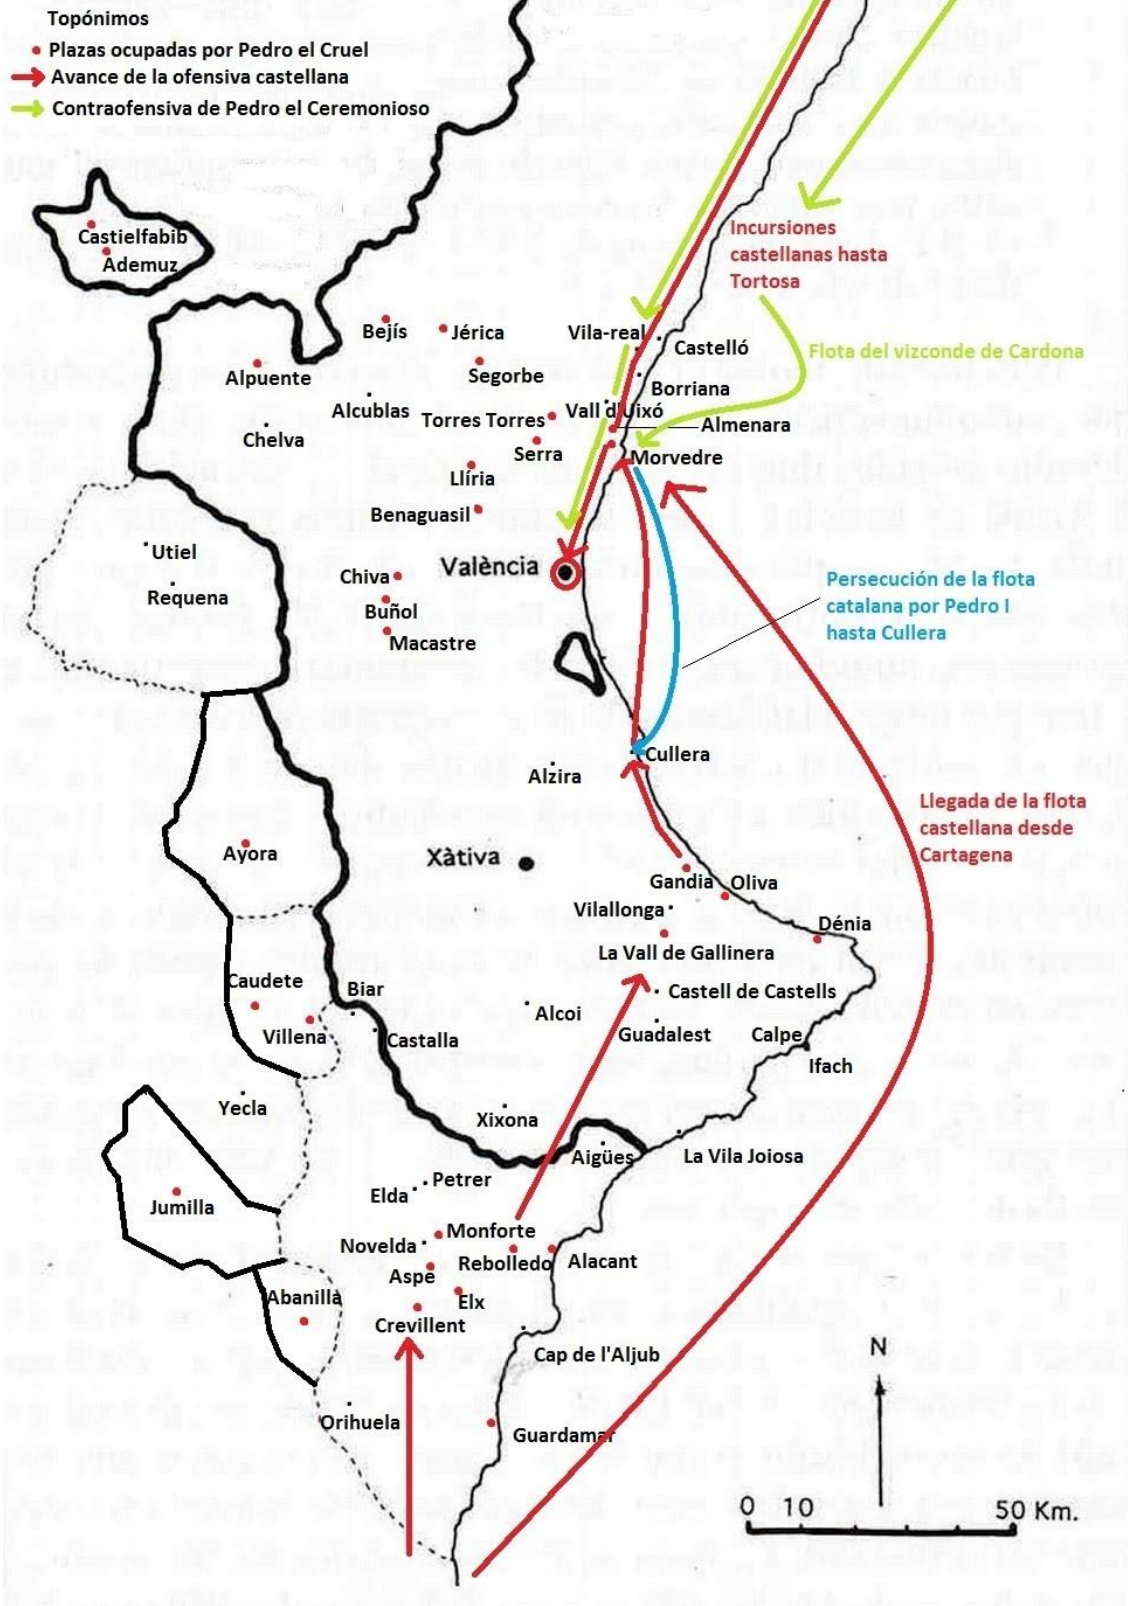 Topónimos
Plazas ocupadas por Pedro el Cruel
Avance de la ofensiva castellana
Contraofensiva de Pedro el Ceremonioso
Castielfabib
Ademuz
Incursiones
castellanas hasta
Tortosa
Bejís
Jérica
Vila-real
Castelló
Flota del vizconde de Cardona
Alpuente
Segorbe
Borriana
Alcublas
Torres Torres
Vall d'Uixó
Almenara
Chelva
Serra
Morvedre
Llíria
Benaguasil
Utiel
València
Chiva
Requena
Buñol
Macastre
Persecución de la flota
catalana por Pedro I
hasta Cullera
Cullera
Alzira
Llegada de la flota
castellana desde
Cartagena
Ayora
Xàtiva
Gandia
Oliva
Vilallonga
Dénia
La Vall de Gallinera
Caudete
Biar
Castell de Castells
Alcoi
Villena
Castalla
Guadalest
Calpe
Ifach
Yecla
Xixona
Aigües
La Vila Joiosa
Petrer
Elda
Jumilla
Monforte
Novelda
Rebolledo
Alacant
Aspe
Abanilla
Elx
Crevillent
Cap de l'Aljub
N
Orihuela
Guardamar
0 10 50 Km.